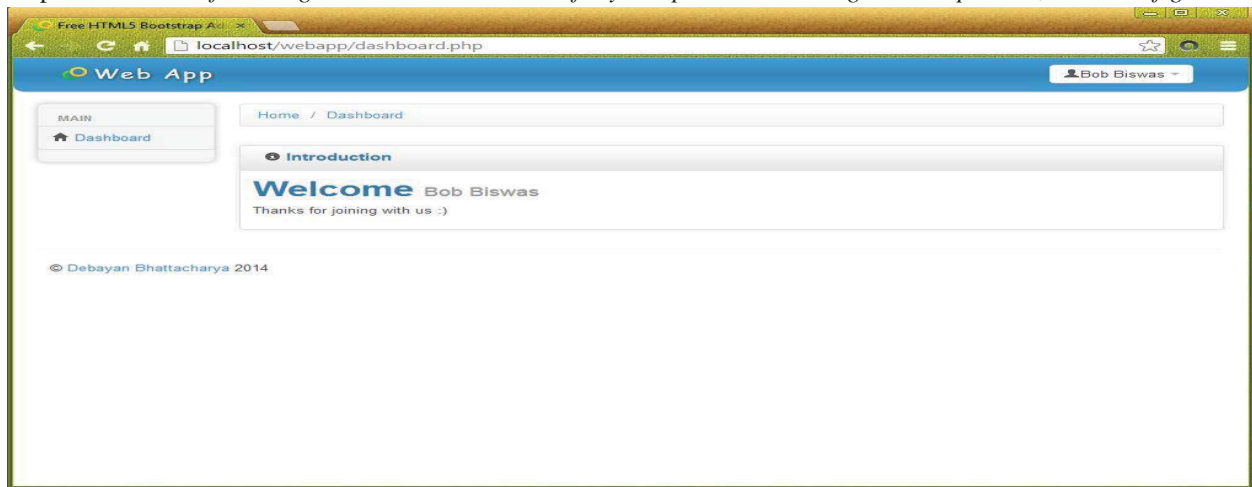 Free HTML5 Bootstrap Ad
localhost/webapp/dashboard.php
Web App
Bob Biswas
MAIN
Dashboard
Home / Dashboard
Introduction
Welcome Bob Biswas
Thanks for joining with us :)
© Debayan Bhattacharya 2014